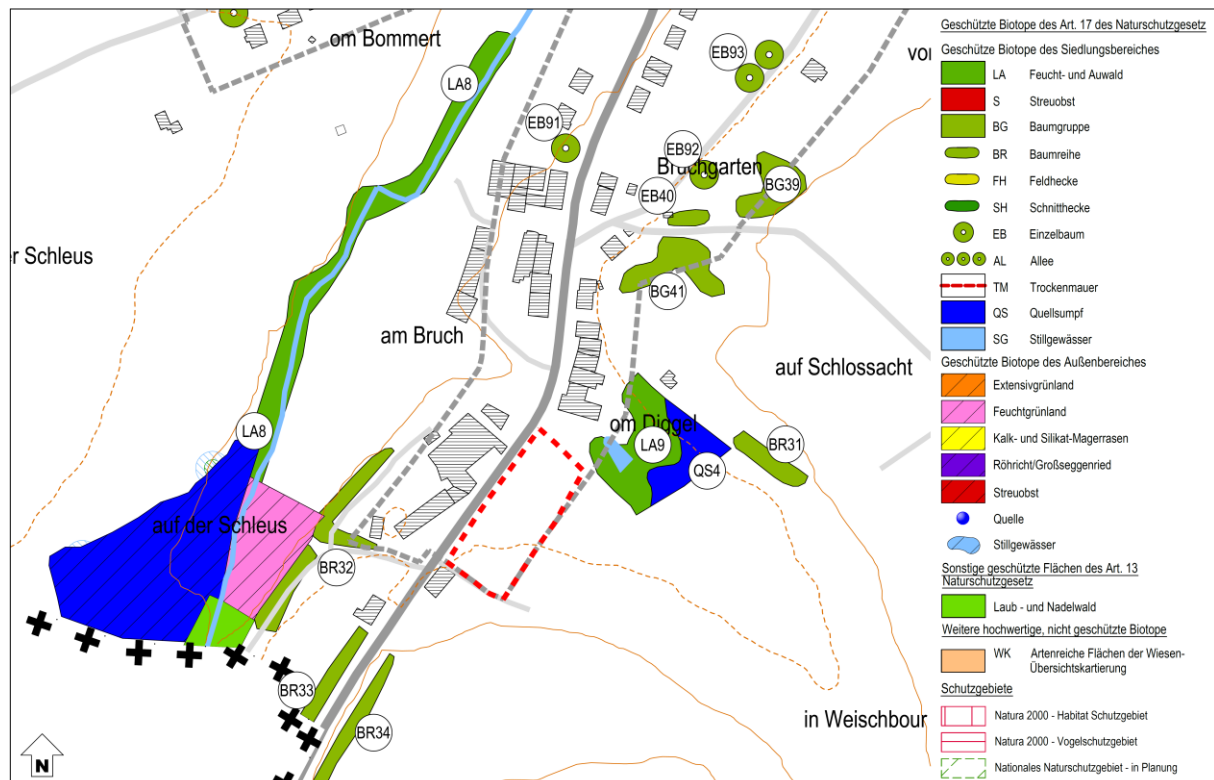 om Bommert
LA8
EB93
vor
EB91
EB92
Bruchgarten
BG39
EB40
er Schleus
BG41
am Bruch
auf Schlossacht
om Diggel
LA8
LA9
BR31
QS4
auf der Schleus
BR32
BR33
BR34
in Weischbour
N
Geschütze Biotope des Art. 17 des Naturschutzgesetz
Geschütze Biotope des Siedlungsbereiches
LA Feucht- und Auwald
S Streuobst
BG Baumgruppe
BR Baumreihe
FH Feldhecke
SH Schnitthecke
EB Einzelbaum
AL Allee
TM Trockenmauer
QS Quellsumpf
SG Stillgewässer
Geschützte Biotope des Außenbereiches
Extensivgrünland
Feuchtgrünland
Kalk- und Silikat-Magerrasen
Röhricht/Großseggenried
Streuobst
Quelle
Stillgewässer
Sonstige geschützte Flächen des Art. 13
Naturschutzgesetz
Laub - und Nadelwald
Weitere hochwertige, nicht geschützte Biotope
WK Artenreiche Flächen der Wiesen-
Übersichtskartierung
Schutzgebiete
Natura 2000 - Habitat Schutzgebiet
Natura 2000 - Vogelschutzgebiet
Nationales Naturschutzgebiet - in Planung